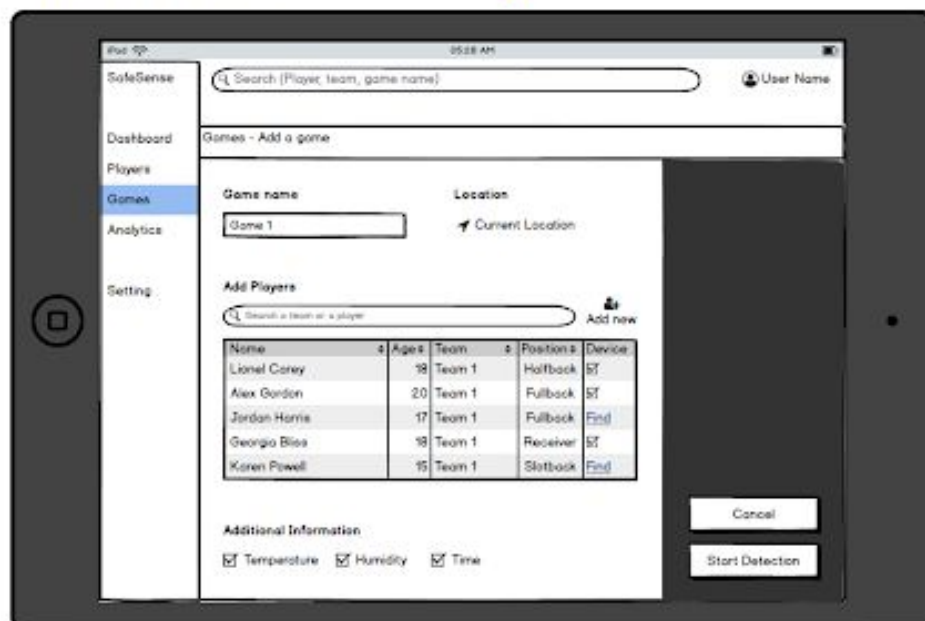 iPad 05:28 AM
SafeSense
Search (Player, team, game name)
User Name
Dashboard
Players
Games
Analytics
Setting
Games - Add a game
Game name Location
Game 1 Current Location
Add Players
Search a team or a player
Add new
Name Age Team Position Device
Lionel Carey 18 Team 1 Halfback
Alex Gordon 20 Team 1 Fullback
Jordan Harris 17 Team 1 Fullback Find
Georgia Bliss 18 Team 1 Receiver
Karen Powell 15 Team 1 Slotback Find
Additional Information
Temperature Humidity Time
Cancel
Start Detection